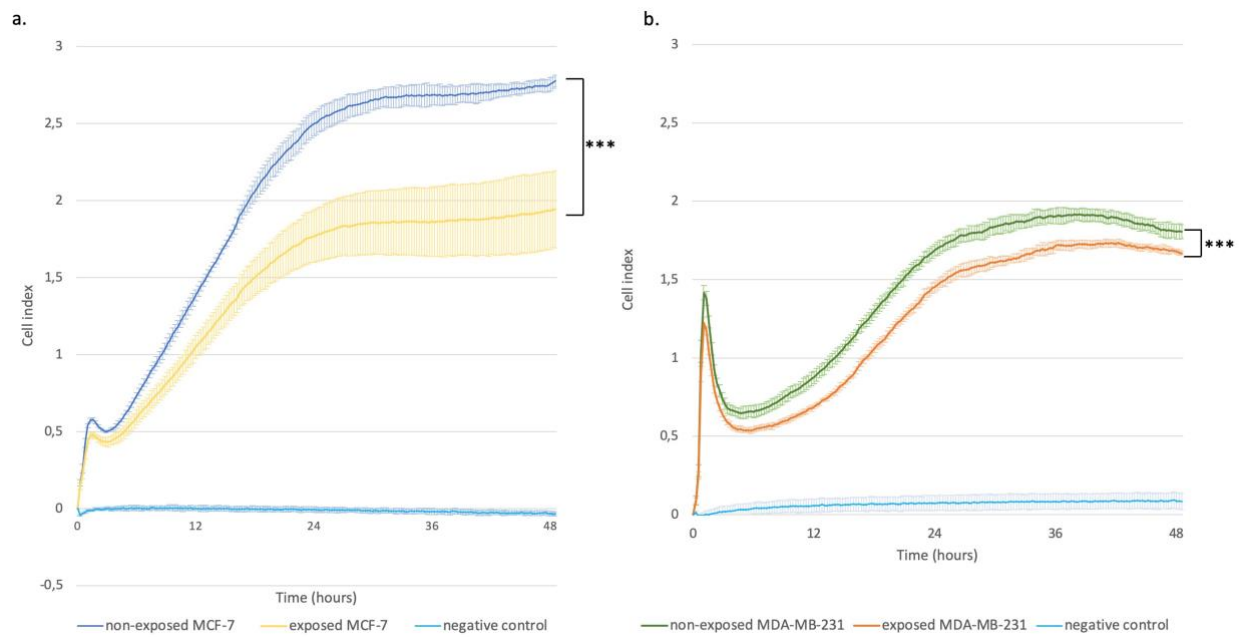 a.
3
2,5
2
1,5
1
0,5
0
-0,5
Cell index
0 12 24 36 48
Time (hours)
***
non-exposed MCF-7 exposed MCF-7 negative control
b.
3
2,5
2
1,5
1
0,5
0
Cell index
0 12 24 36 48
Time (hours)
***
non-exposed MDA-MB-231 exposed MDA-MB-231 negative control